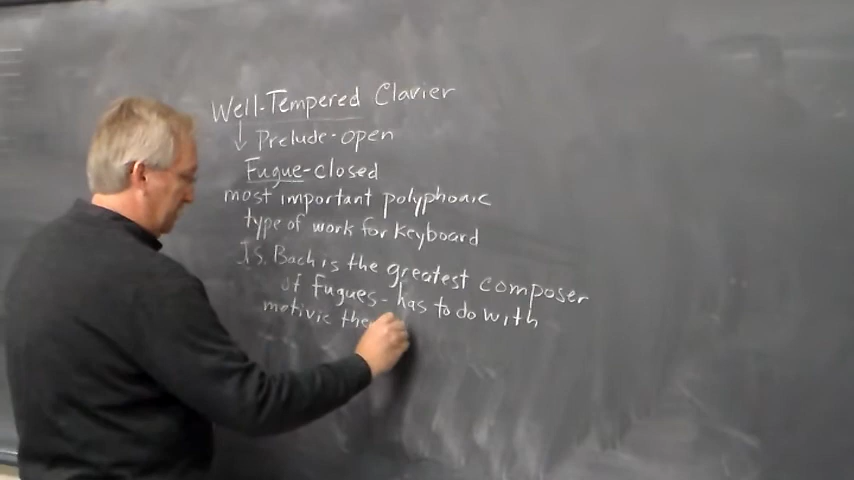 Well-Tempered Clavier
↓ Prelude-open
Fugue-closed
most important polyphonic
type of work for keyboard
J.S. Bach is the greatest composer
of fugues - has to do with
motivic the